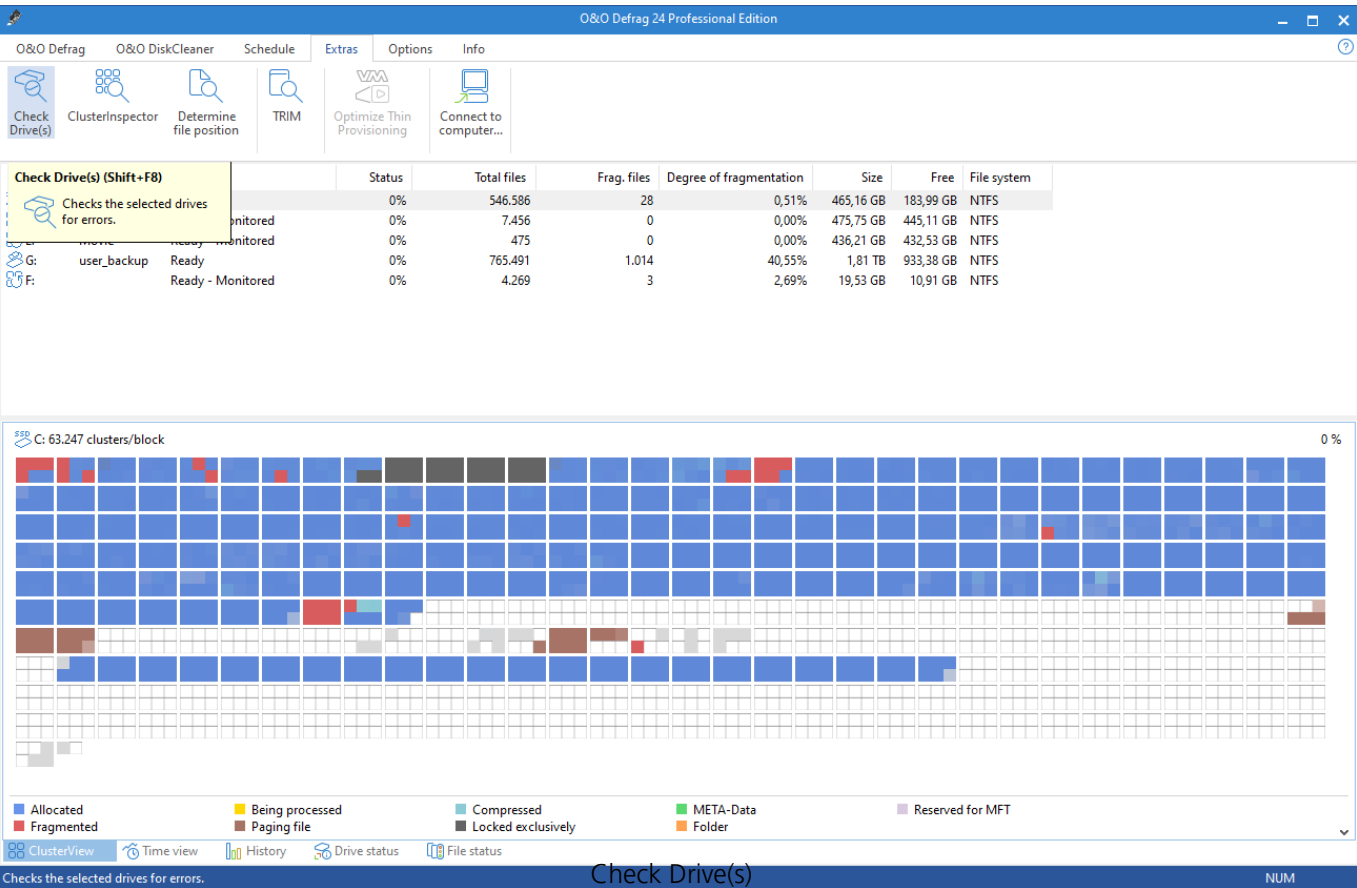 O&O Defrag 24 Professional Edition
O&O Defrag O&O DiskCleaner Schedule Extras Options Info
Check Drive(s)
ClusterInspector
Determine file position
TRIM
VM
Optimize Thin Provisioning
Connect to computer...
Status Total files Frag. files Degree of fragmentation Size Free File system
Check Drive(s) (Shift+F8)
Checks the selected drives
for errors.
0% 546.586 28 0,51% 465,16 GB 183,99 GB NTFS
onitored 0% 7.456 0 0,00% 475,75 GB 445,11 GB NTFS
movie Ready - Monitored 0% 475 0 0,00% 436,21 GB 432,53 GB NTFS
G: user_backup Ready 0% 765.491 1.014 40,55% 1,81 TB 933,38 GB NTFS
F: Ready - Monitored 0% 4.269 3 2,69% 19,53 GB 10,91 GB NTFS
SSD C: 63.247 clusters/block 0 %
Allocated Being processed Compressed META-Data Reserved for MFT
Fragmented Paging file Locked exclusively Folder
ClusterView Time view History Drive status File status
Check Drive(s)
Checks the selected drives for errors. NUM